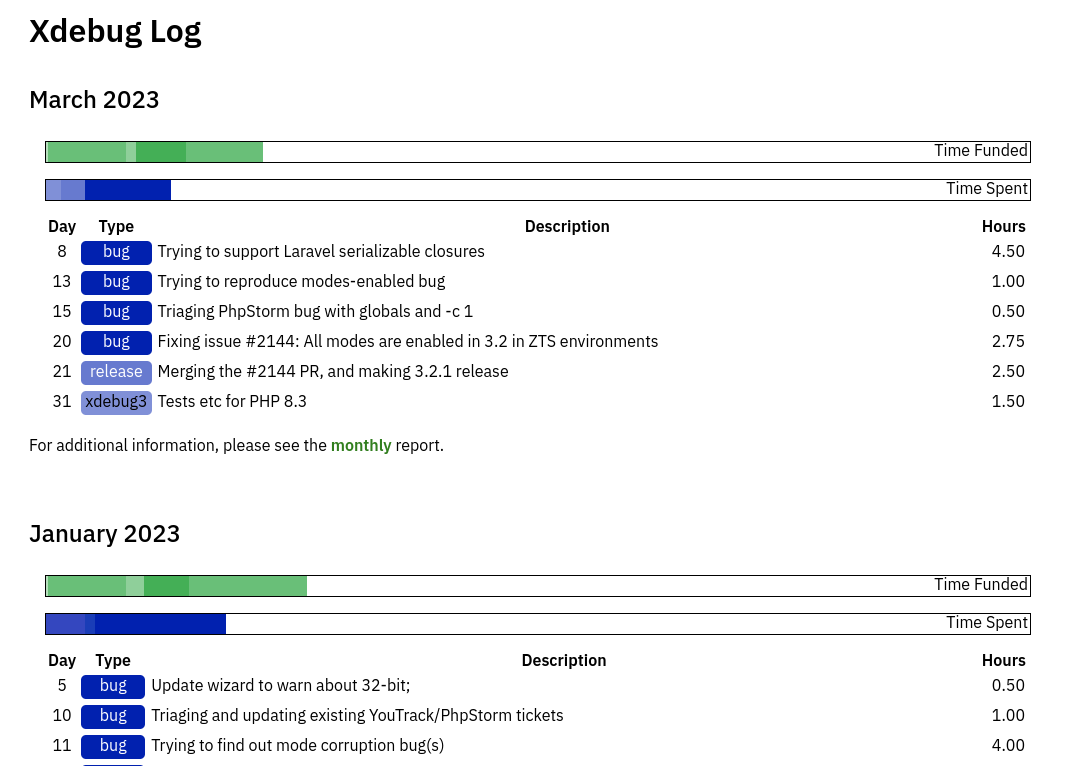 Xdebug Log
March 2023
Time Funded
Time Spent
Day Type Description Hours
8 bug Trying to support Laravel serializable closures 4.50
13 bug Trying to reproduce modes-enabled bug 1.00
15 bug Triaging PhpStorm bug with globals and -c 1 0.50
20 bug Fixing issue #2144: All modes are enabled in 3.2 in ZTS environments 2.75
21 release Merging the #2144 PR, and making 3.2.1 release 2.50
31 xdebug3 Tests etc for PHP 8.3 1.50
For additional information, please see the monthly report.
January 2023
Time Funded
Time Spent
Day Type Description Hours
5 bug Update wizard to warn about 32-bit; 0.50
10 bug Triaging and updating existing YouTrack/PhpStorm tickets 1.00
11 bug Trying to find out mode corruption bug(s) 4.00